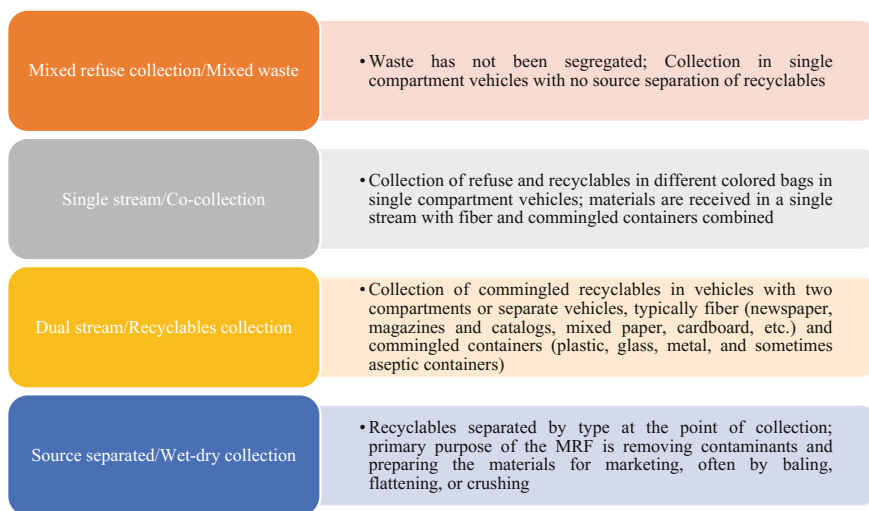 Mixed refuse collection/Mixed waste
• Waste has not been segregated; Collection in single
compartment vehicles with no source separation of recyclables
Single stream/Co-collection
• Collection of refuse and recyclables in different colored bags in
single compartment vehicles; materials are received in a single
stream with fiber and commingled containers combined
Dual stream/Recyclables collection
• Collection of commingled recyclables in vehicles with two
compartments or separate vehicles, typically fiber (newspaper,
magazines and catalogs, mixed paper, cardboard, etc.) and
commingled containers (plastic, glass, metal, and sometimes
aseptic containers)
Source separated/Wet-dry collection
• Recyclables separated by type at the point of collection;
primary purpose of the MRF is removing contaminants and
preparing the materials for marketing, often by baling,
flattening, or crushing